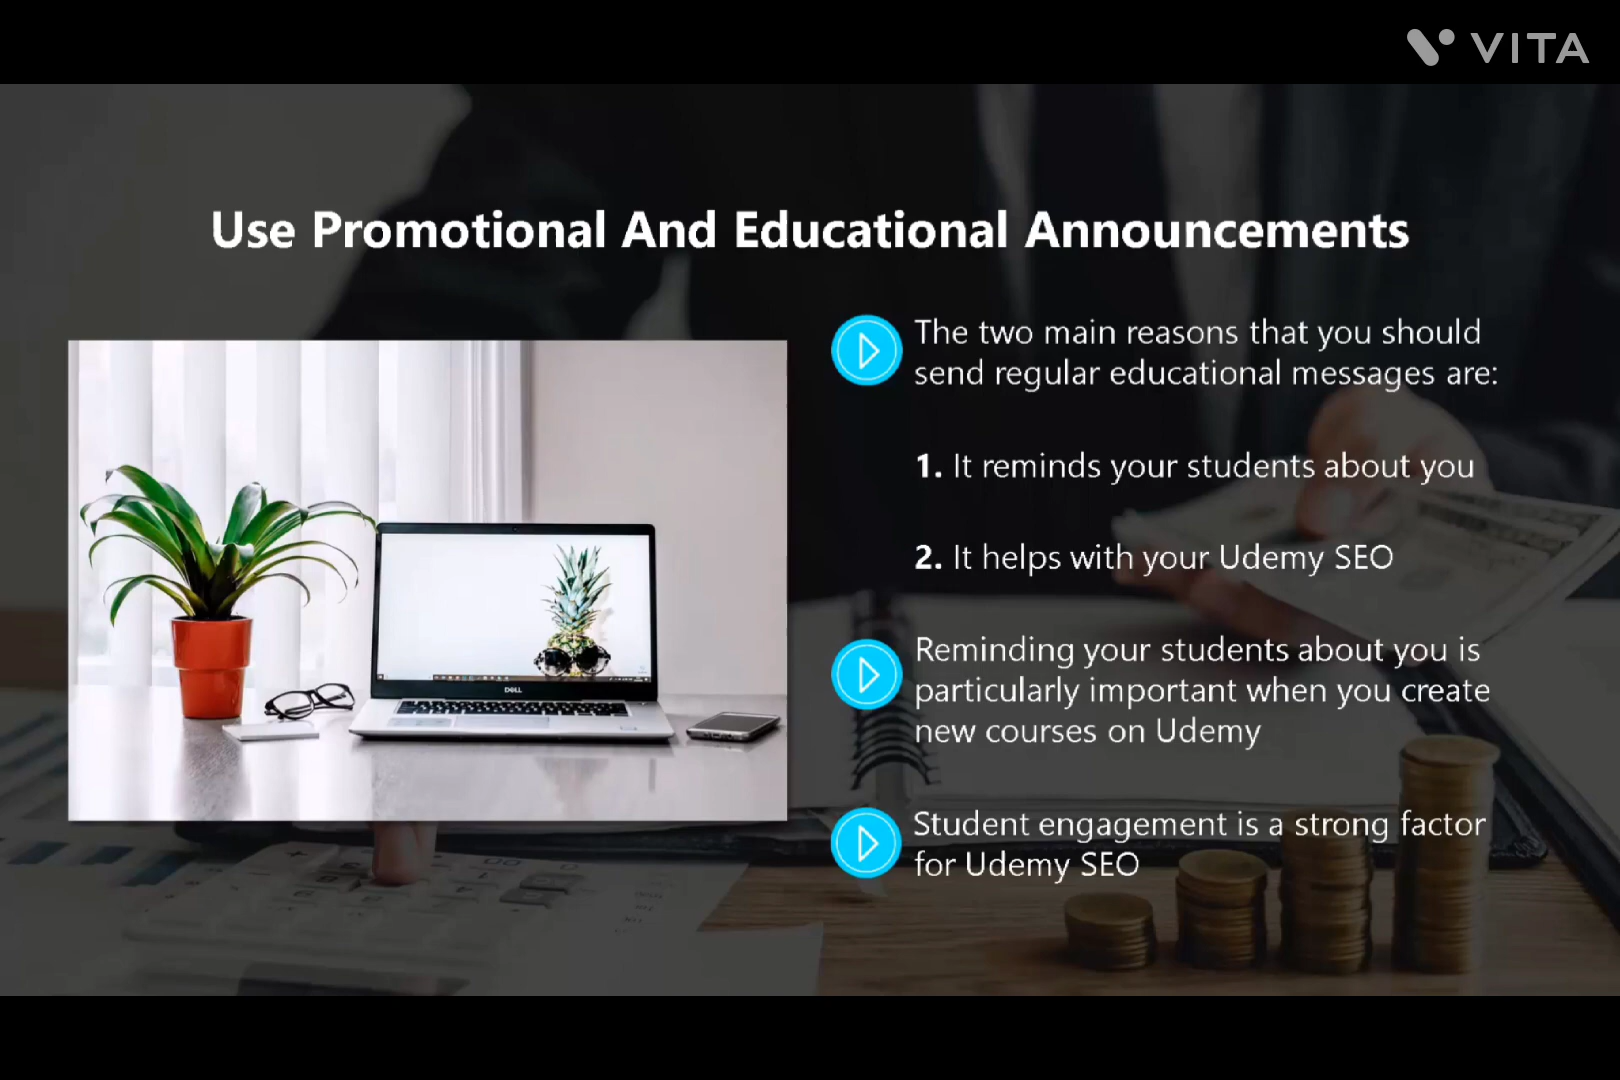 VITA
Use Promotional And Educational Announcements
The two main reasons that you should
send regular educational messages are:
1. It reminds your students about you
2. It helps with your Udemy SEO
Reminding your students about you is
particularly important when you create
new courses on Udemy
Student engagement is a strong factor
for Udemy SEO
DELL